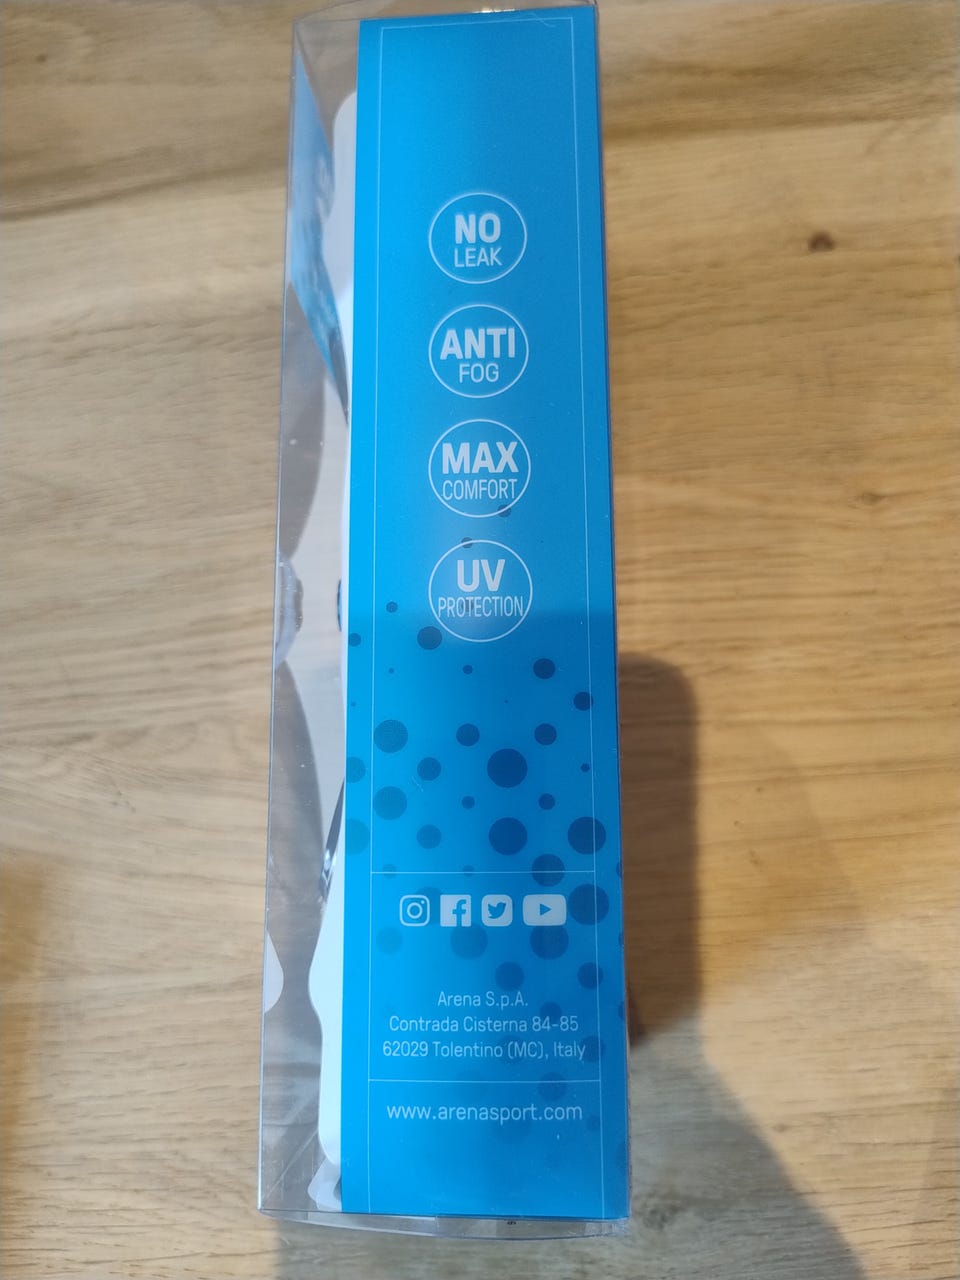 NO
LEAK
ANTI
FOG
MAX
COMFORT
UV
PROTECTION
Arena S.p.A.
Contrada Cisterna 84-85
62029 Tolentino (MC), Italy
www.arenasport.com